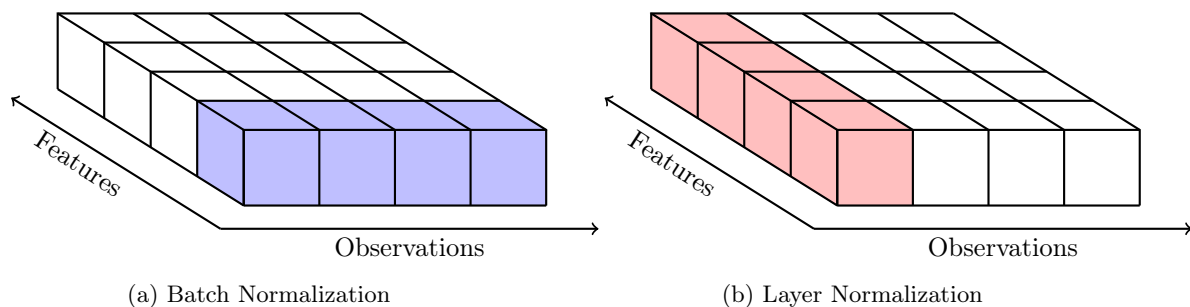 Features
Observations
(a) Batch Normalization
Features
Observations
(b) Layer Normalization